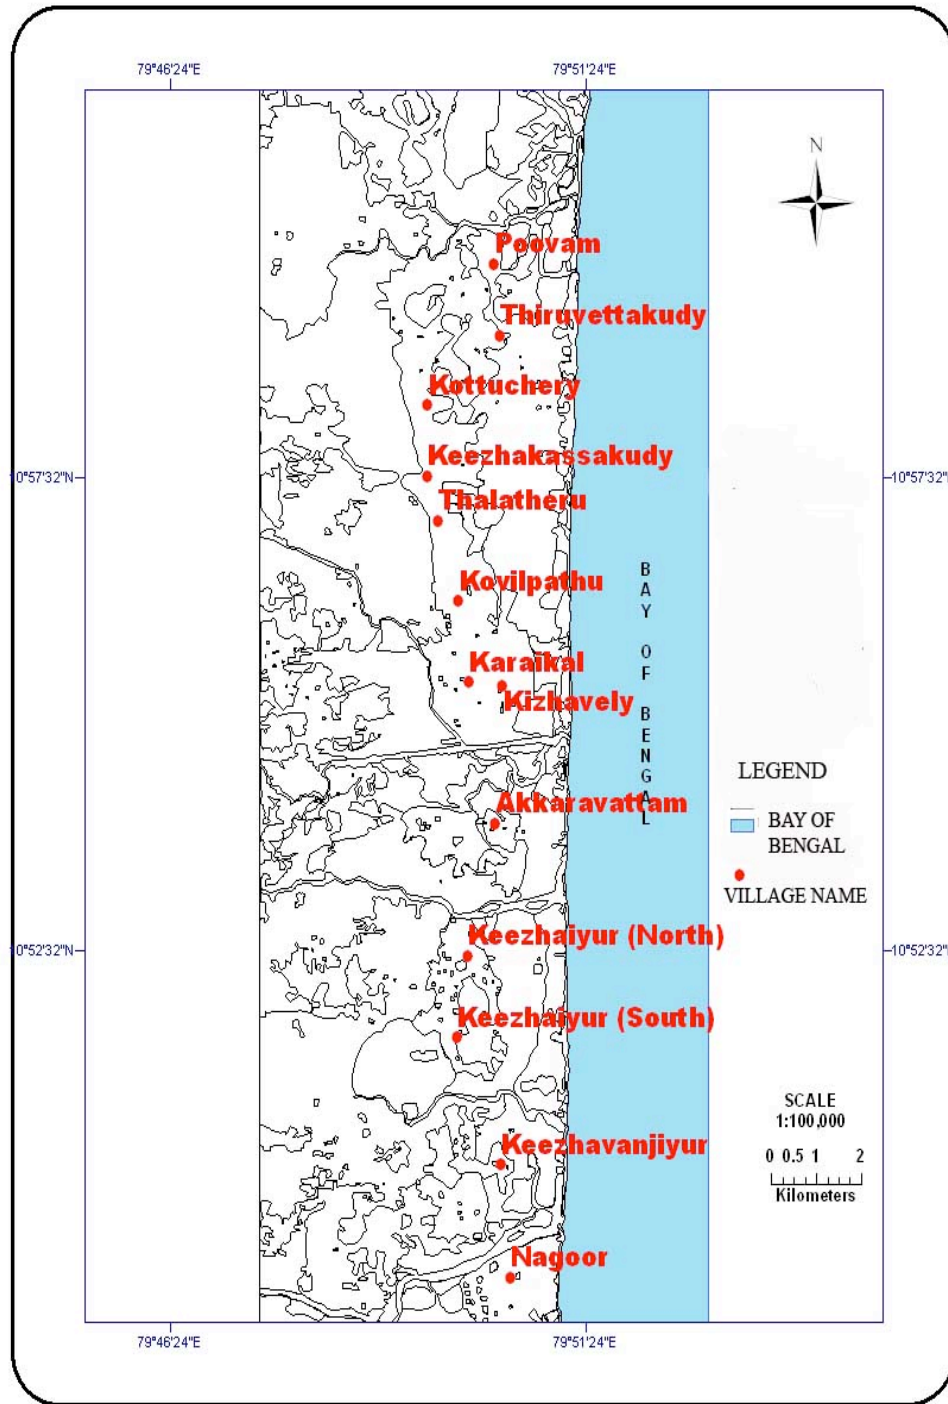 79°46'24"E 79°51'24"E
N
Poovam
Thiruvettakudy
Kottuchery
Keezhakassakudy
10°57'32"N 10°57'32"N
Thalatheru
Kovilpathu
Karaikal
Kizhavely
BAY OF BENGAL
LEGEND
BAY OF
BENGAL
VILLAGE NAME
Akkaravattam
Keezhaiyur (North)
10°52'32"N 10°52'32"N
Keezhaiyur (South)
SCALE
1:100,000
0 0.5 1 2
Kilometers
Keezhavanjiyur
Nagoor
79°46'24"E 79°51'24"E